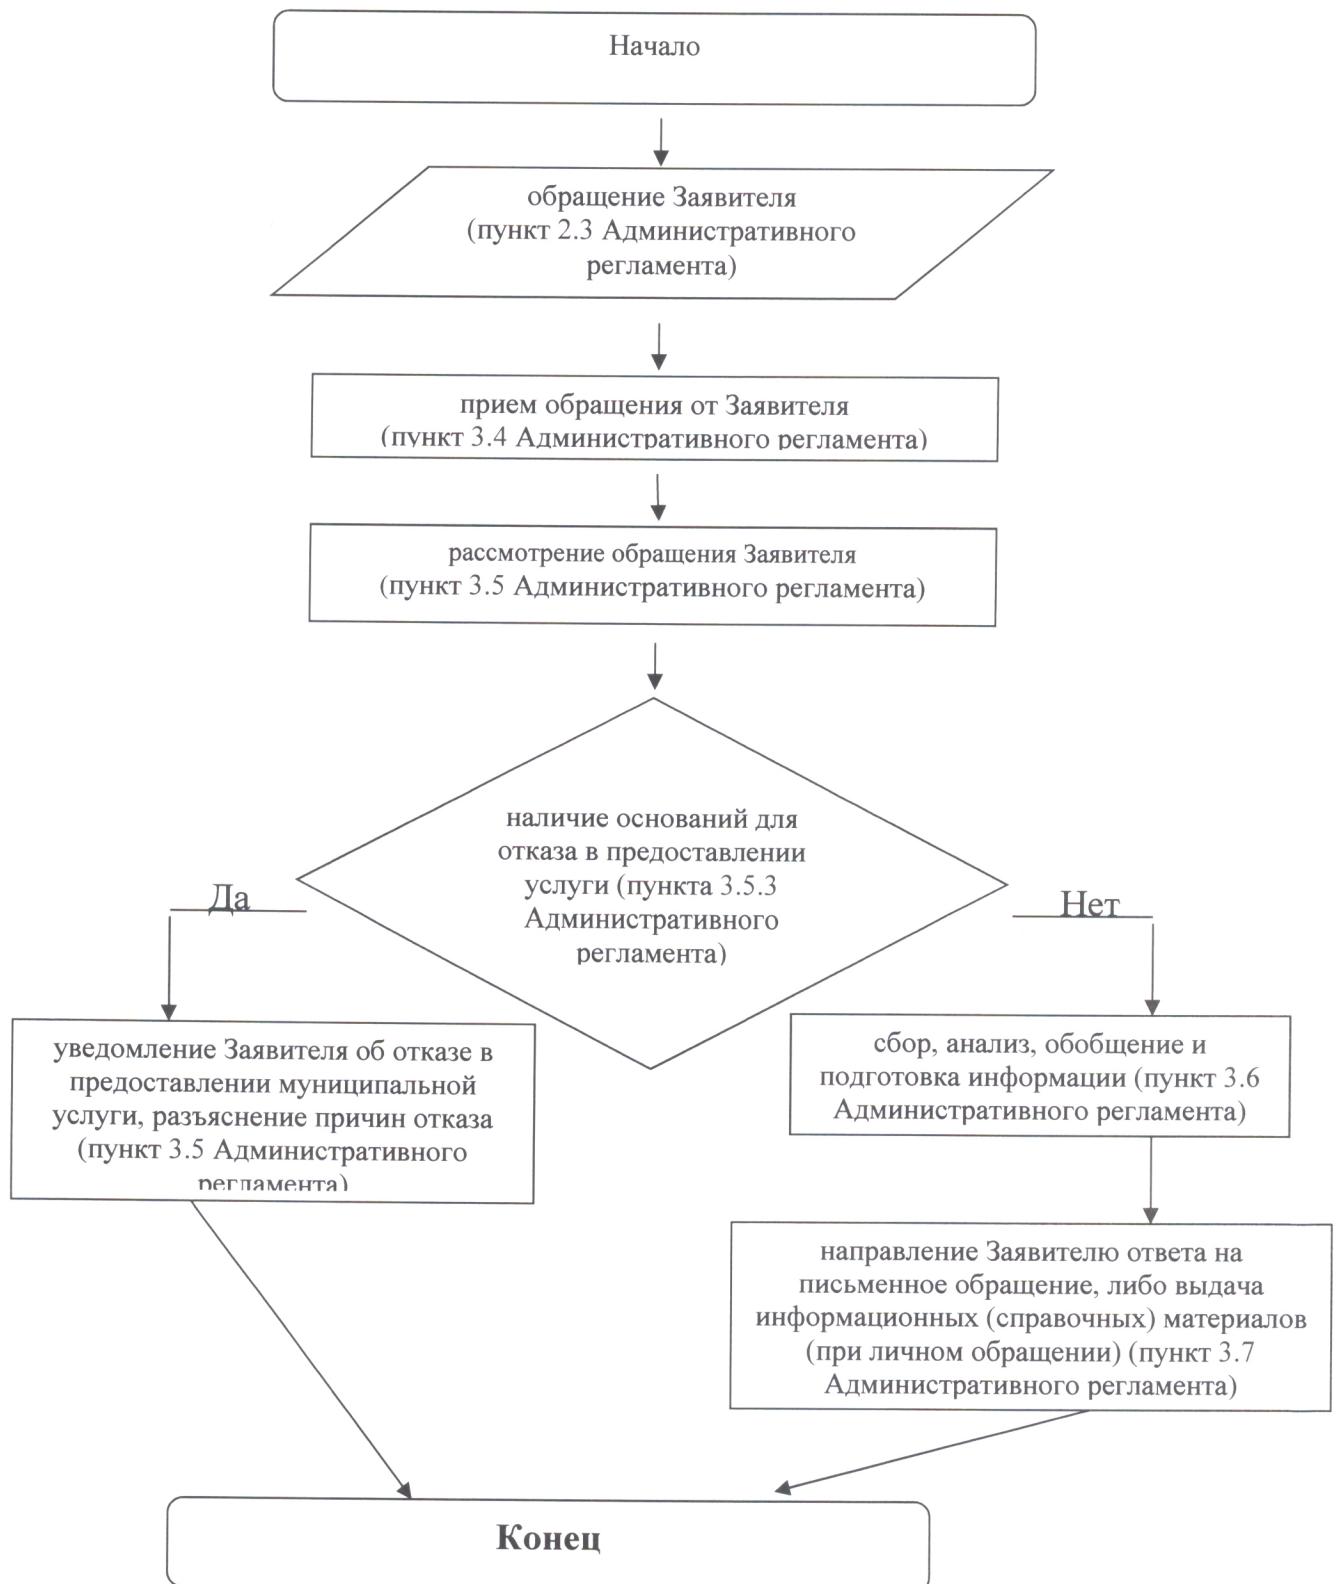 Начало
обращение Заявителя
(пункт 2.3 Административного
регламента)
прием обращения от Заявителя
(пункт 3.4 Административного регламента)
рассмотрение обращения Заявителя
(пункт 3.5 Административного регламента)
наличие оснований для
отказа в предоставлении
услуги (пункта 3.5.3
Административного
регламента)
Да
Нет
уведомление Заявителя об отказе в
предоставлении муниципальной
услуги, разъяснение причин отказа
(пункт 3.5 Административного
регламента)
сбор, анализ, обобщение и
подготовка информации (пункт 3.6
Административного регламента)
направление Заявителю ответа на
письменное обращение, либо выдача
информационных (справочных) материалов
(при личном обращении) (пункт 3.7
Административного регламента)
Конец